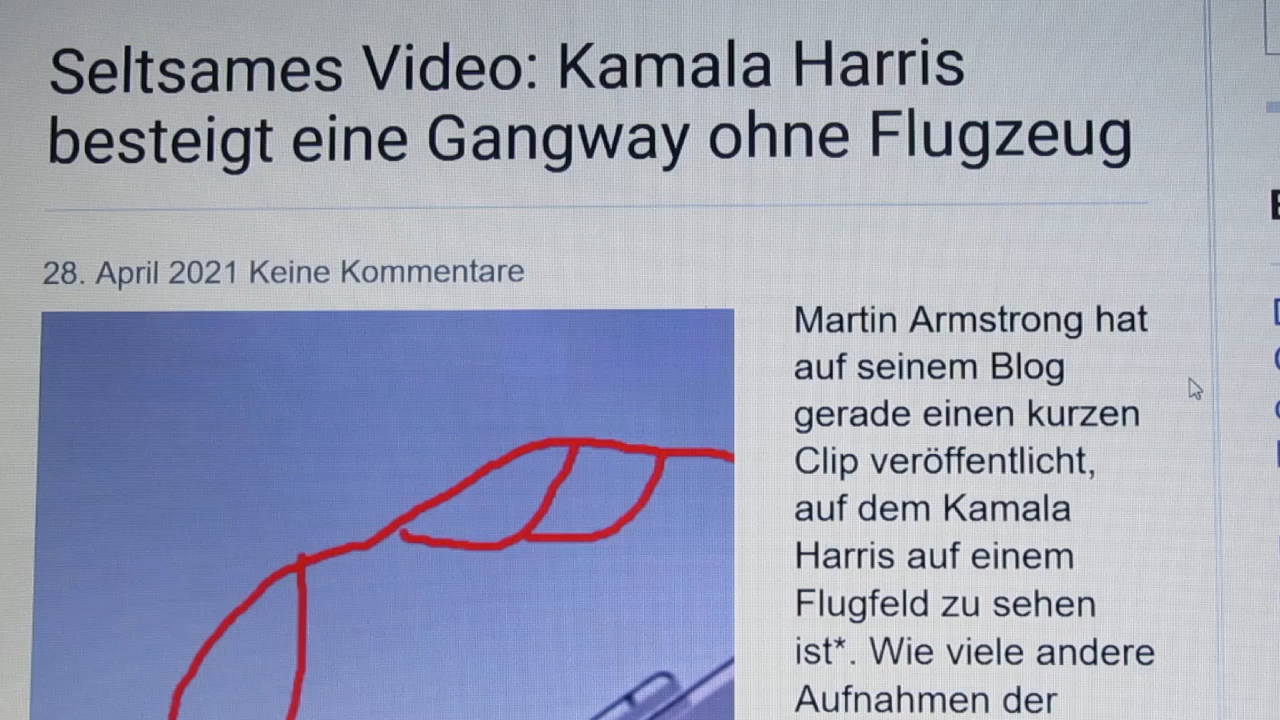 Seltsames Video: Kamala Harris
besteigt eine Gangway ohne Flugzeug
28. April 2021 Keine Kommentare
Martin Armstrong hat
auf seinem Blog
gerade einen kurzen
Clip veröffentlicht,
auf dem Kamala
Harris auf einem
Flugfeld zu sehen
ist*. Wie viele andere
Aufnahmen der